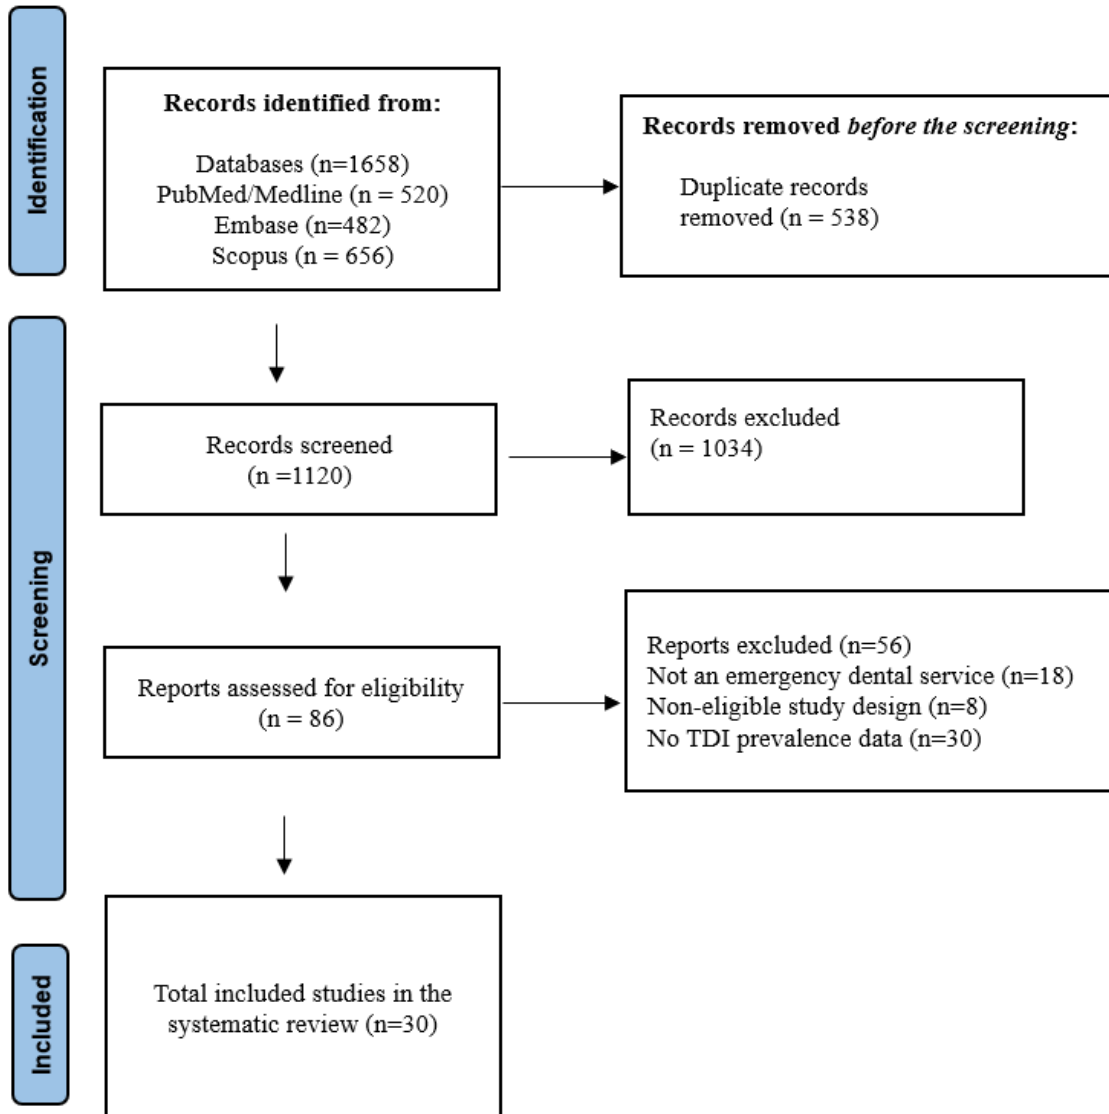 Identification
Records identified from:
Databases (n=1658)
PubMed/Medline (n = 520)
Embase (n=482)
Scopus (n = 656)
Records removed before the screening:
Duplicate records
removed (n = 538)
Screening
Records screened
(n =1120)
Records excluded
(n = 1034)
Reports assessed for eligibility
(n = 86)
Reports excluded (n=56)
Not an emergency dental service (n=18)
Non-eligible study design (n=8)
No TDI prevalence data (n=30)
Included
Total included studies in the
systematic review (n=30)